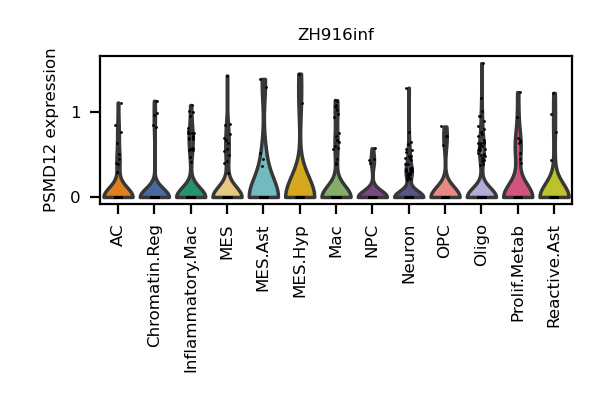 ZH916inf
PSMD12 expression
1
0
AC
Chromatin.Reg
Inflammatory.Mac
MES
MES.Ast
MES.Hyp
Mac
NPC
Neuron
OPC
Oligo
Prolif.Metab
Reactive.Ast